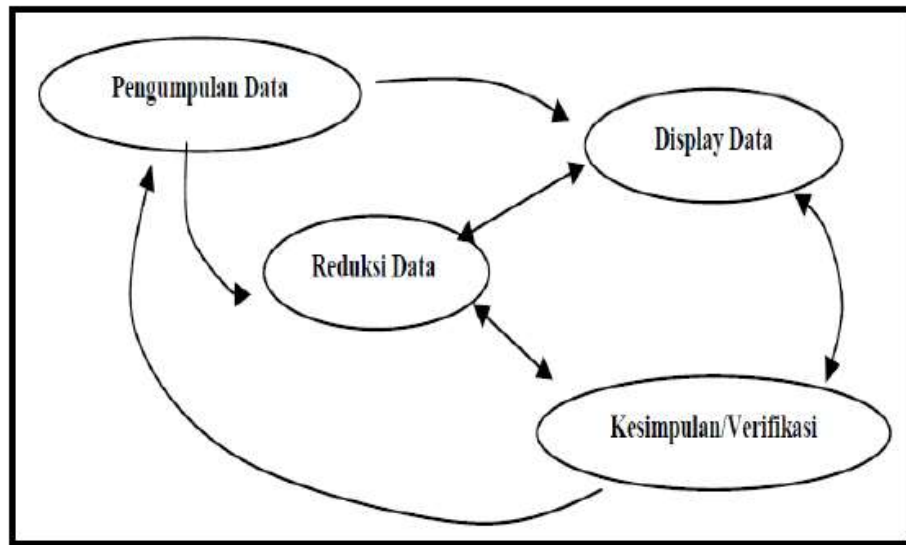 Pengumpulan Data
Display Data
Reduksi Data
Kesimpulan/Verifikasi